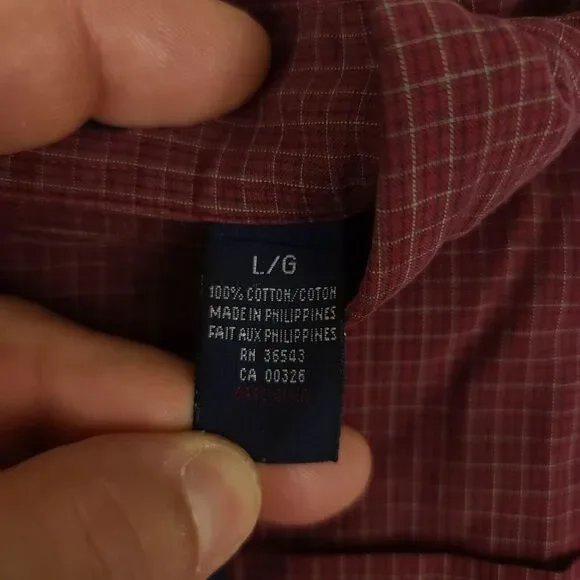 L/G
100% COTTON/COTON
MADE IN PHILIPPINES
FAIT AUX PHILIPPINES
RN 36543
CA 00326